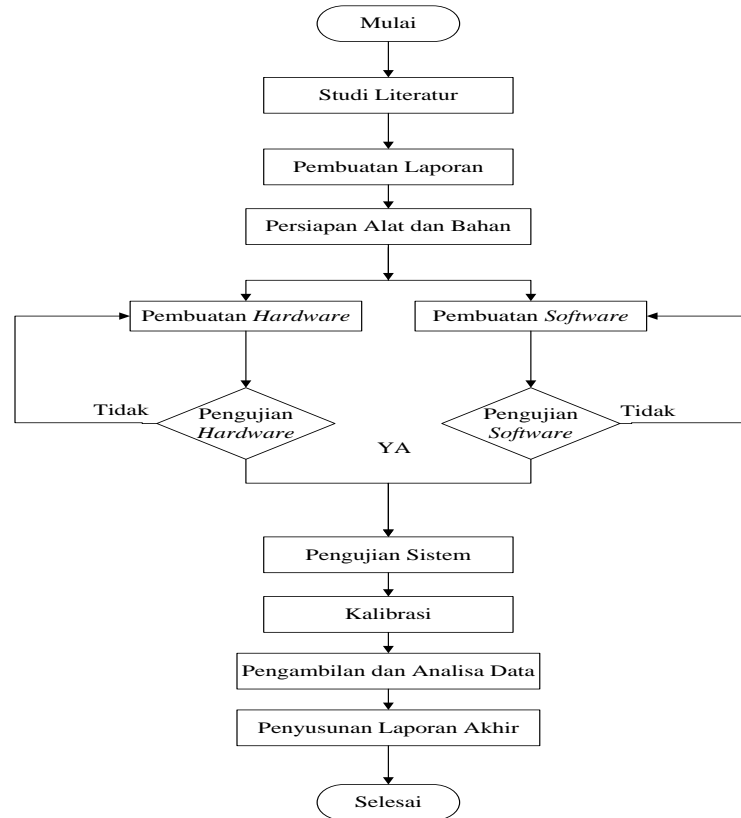 Mulai
Studi Literatur
Pembuatan Laporan
Persiapan Alat dan Bahan
Pembuatan Hardware
Pembuatan Software
Tidak
Pengujian
Hardware
Pengujian
Software
Tidak
YA
Pengujian Sistem
Kalibrasi
Pengambilan dan Analisa Data
Penyusunan Laporan Akhir
Selesai